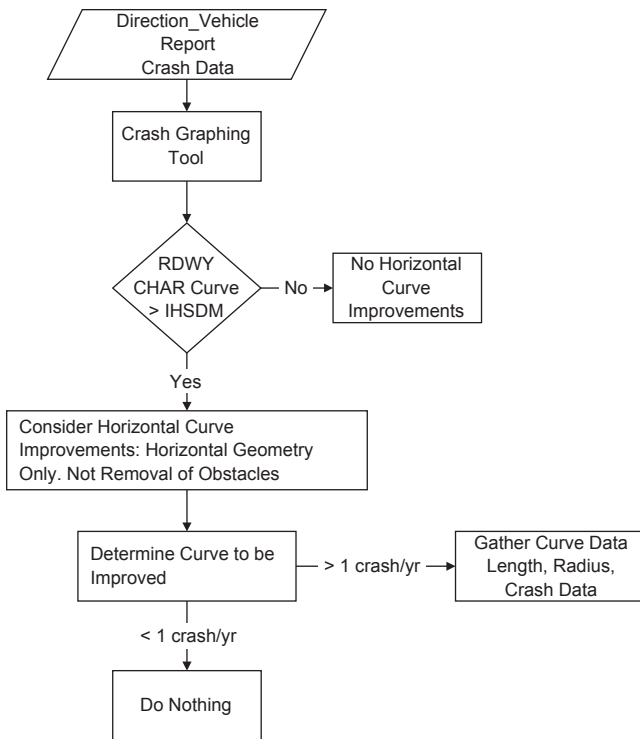 Direction_Vehicle
Report
Crash Data
Crash Graphing
Tool
RDWY
CHAR Curve
> IHSDM
No
No Horizontal
Curve
Improvements
Yes
Consider Horizontal Curve
Improvements: Horizontal Geometry
Only. Not Removal of Obstacles
Determine Curve to be
Improved
> 1 crash/yr
Gather Curve Data
Length, Radius,
Crash Data
< 1 crash/yr
Do Nothing